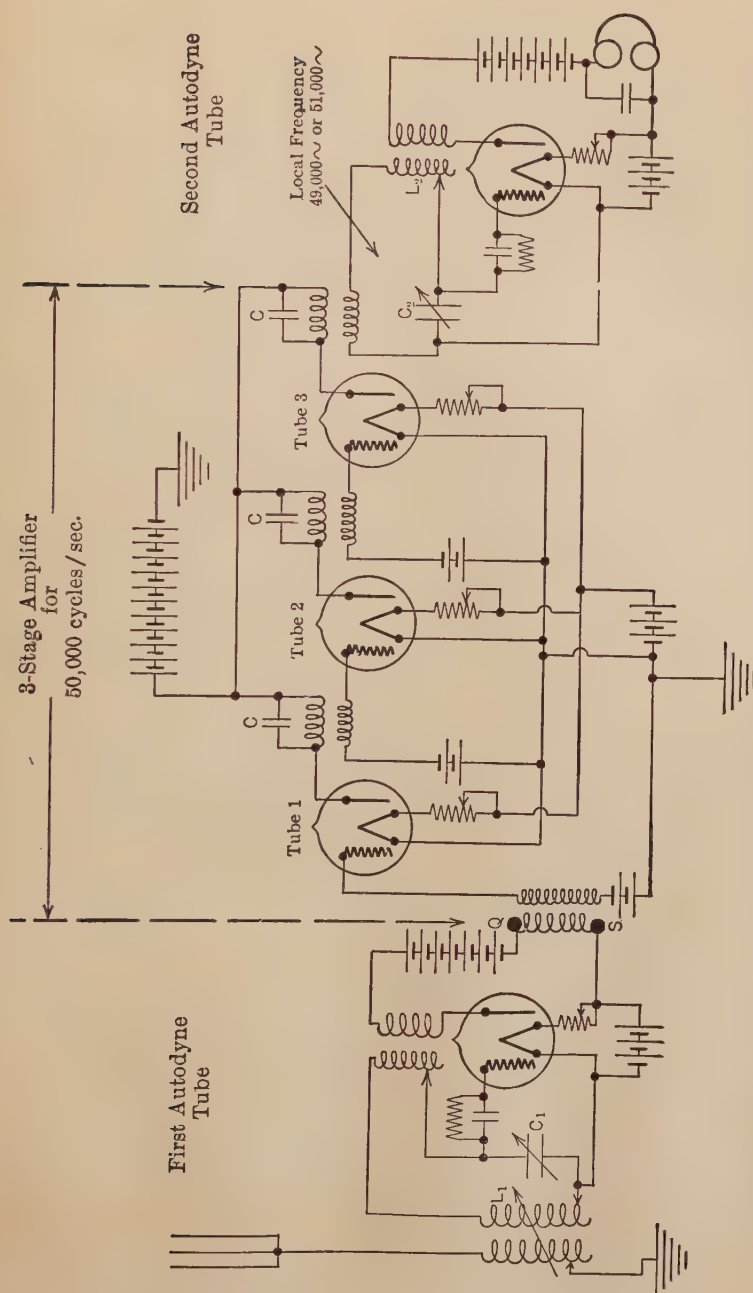 3-Stage Amplifier
for
50,000 cycles/sec.
First Autodyne
Tube
Second Autodyne
Tube
Local Frequency
49,000~ or 51,000~
Tube 1
Tube 2
Tube 3
C
C
C
Q
S
L₁
C₁
L₂
C₂